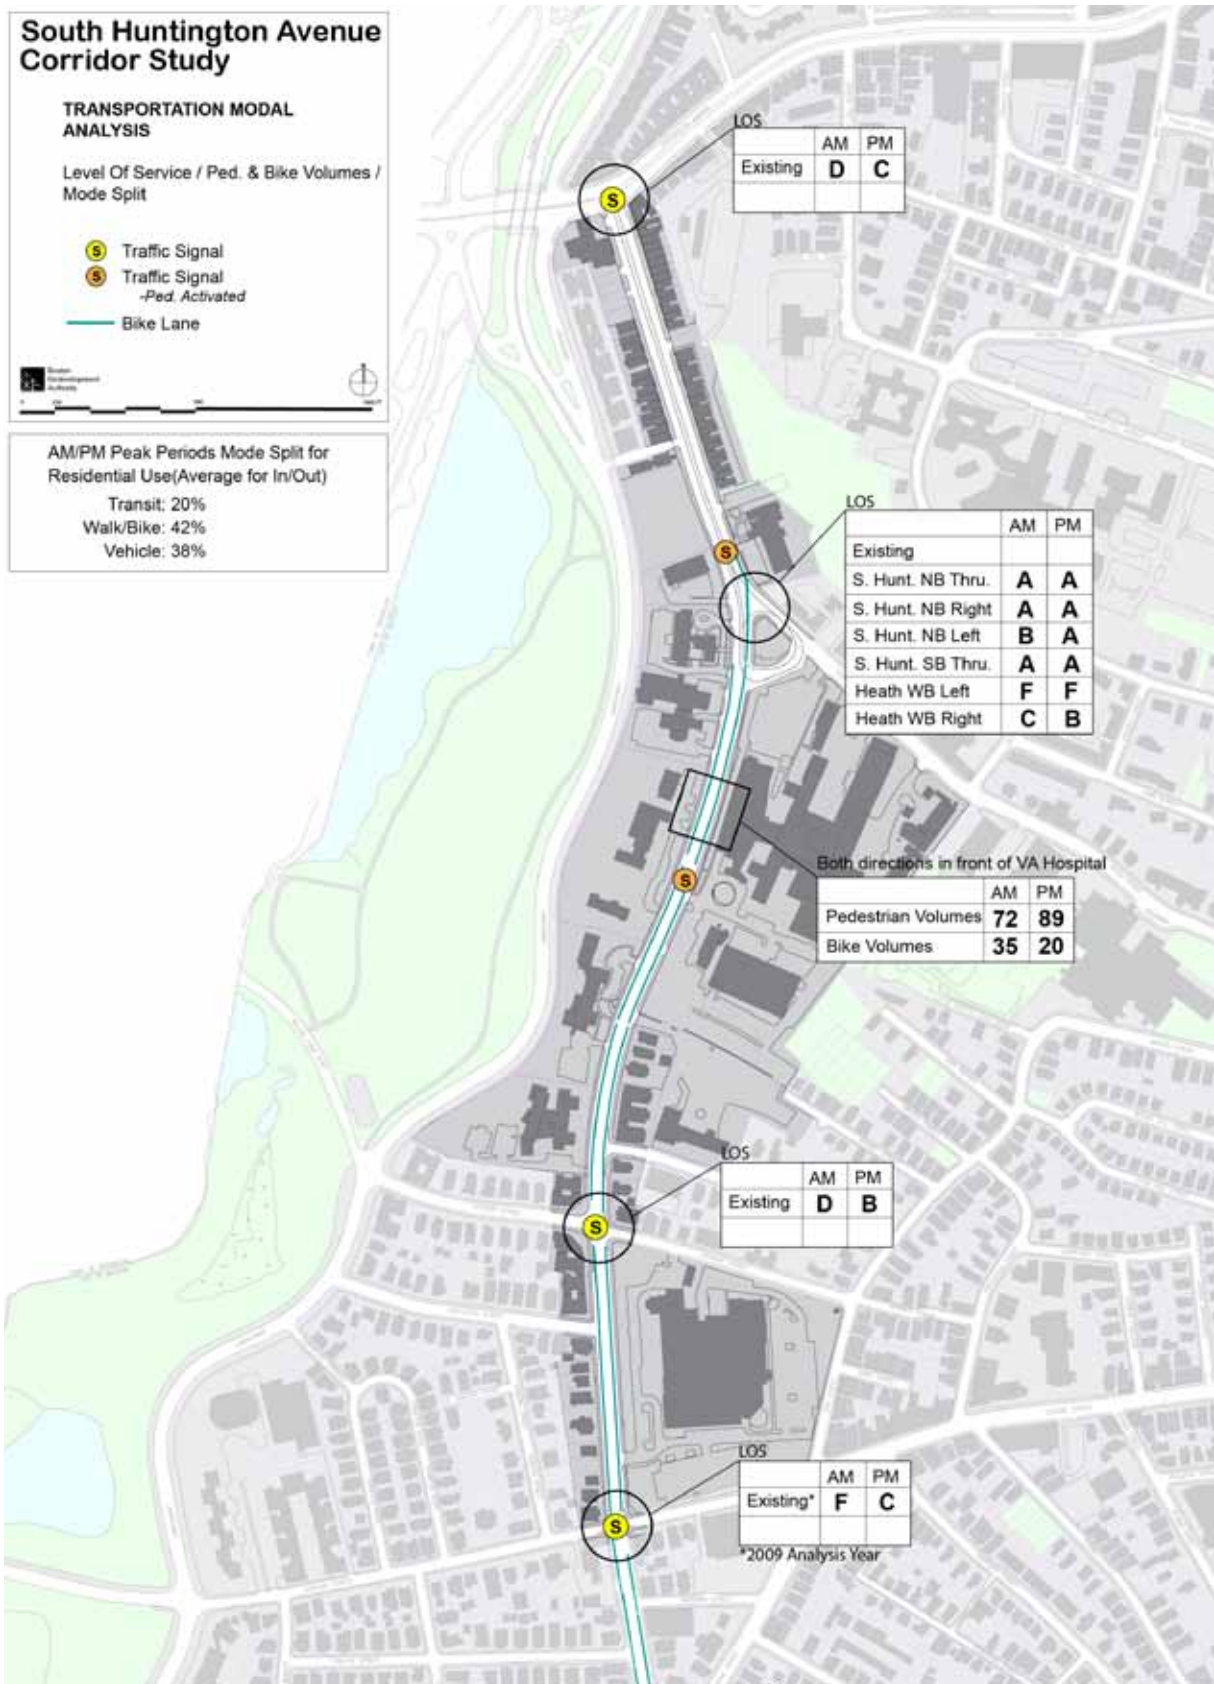 South Huntington Avenue
Corridor Study
TRANSPORTATION MODAL
ANALYSIS
Level Of Service / Ped. & Bike Volumes /
Mode Split
S Traffic Signal
S Traffic Signal
-Ped. Activated
Bike Lane
Boston
Redevelopment
Authority
AM/PM Peak Periods Mode Split for
Residential Use(Average for In/Out)
Transit: 20%
Walk/Bike: 42%
Vehicle: 38%
LOS
AM PM
Existing D C
S
LOS
AM PM
Existing
S. Hunt. NB Thru. A A
S. Hunt. NB Right A A
S. Hunt. NB Left B A
S. Hunt. SB Thru. A A
Heath WB Left F F
Heath WB Right C B
S
Both directions in front of VA Hospital
AM PM
Pedestrian Volumes 72 89
Bike Volumes 35 20
S
LOS
AM PM
Existing D B
S
LOS
AM PM
Existing* F C
*2009 Analysis Year
S